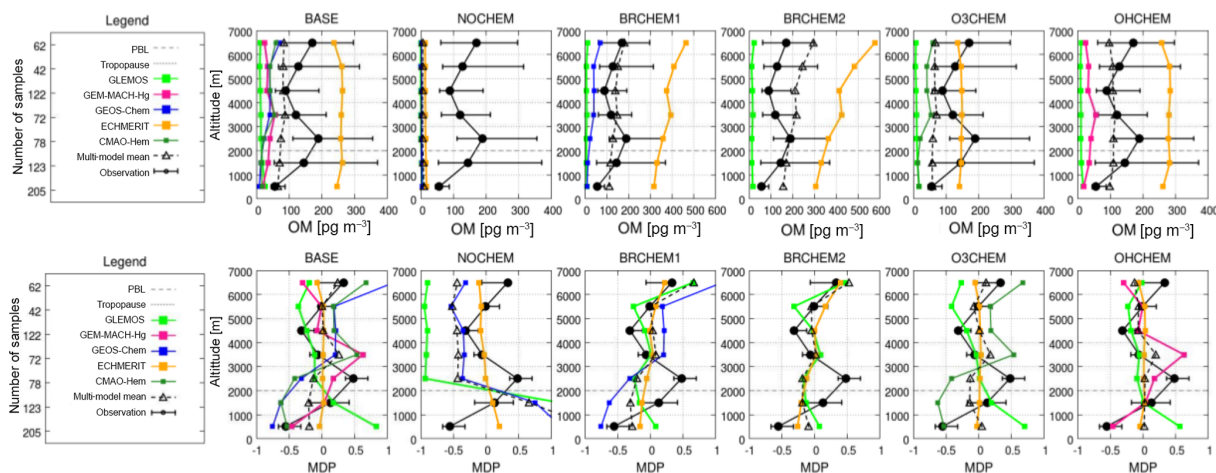 Legend
BASE
NOCHEM
BRCHEM1
BRCHEM2
O3CHEM
OHCHEM
Number of samples
62
42
122
72
78
123
205
PBL
Tropopause
GLEMOS
GEM-MACH-Hg
GEOS-Chem
ECHMERIT
CMAO-Hem
Multi-model mean
Observation
Altittude [m]
7000
6000
5000
4000
3000
2000
1000
0
0 100 200 300 400
0 100 200 300 400
0 100 200 300 400 500 600
0 100 200 300 400 500 600
0 100 200 300 400
0 100 200 300 400
OM [pg m⁻³]
OM [pg m⁻³]
OM [pg m⁻³]
OM [pg m⁻³]
OM [pg m⁻³]
OM [pg m⁻³]
Legend
BASE
NOCHEM
BRCHEM1
BRCHEM2
O3CHEM
OHCHEM
Number of samples
62
42
122
72
78
123
205
PBL
Tropopause
GLEMOS
GEM-MACH-Hg
GEOS-Chem
ECHMERIT
CMAO-Hem
Multi-model mean
Observation
Altittude [m]
7000
6000
5000
4000
3000
2000
1000
0
-1 -0.5 0 0.5 1
-1 -0.5 0 0.5 1
-1 -0.5 0 0.5 1
-1 -0.5 0 0.5 1
-1 -0.5 0 0.5 1
-1 -0.5 0 0.5 1
MDP
MDP
MDP
MDP
MDP
MDP